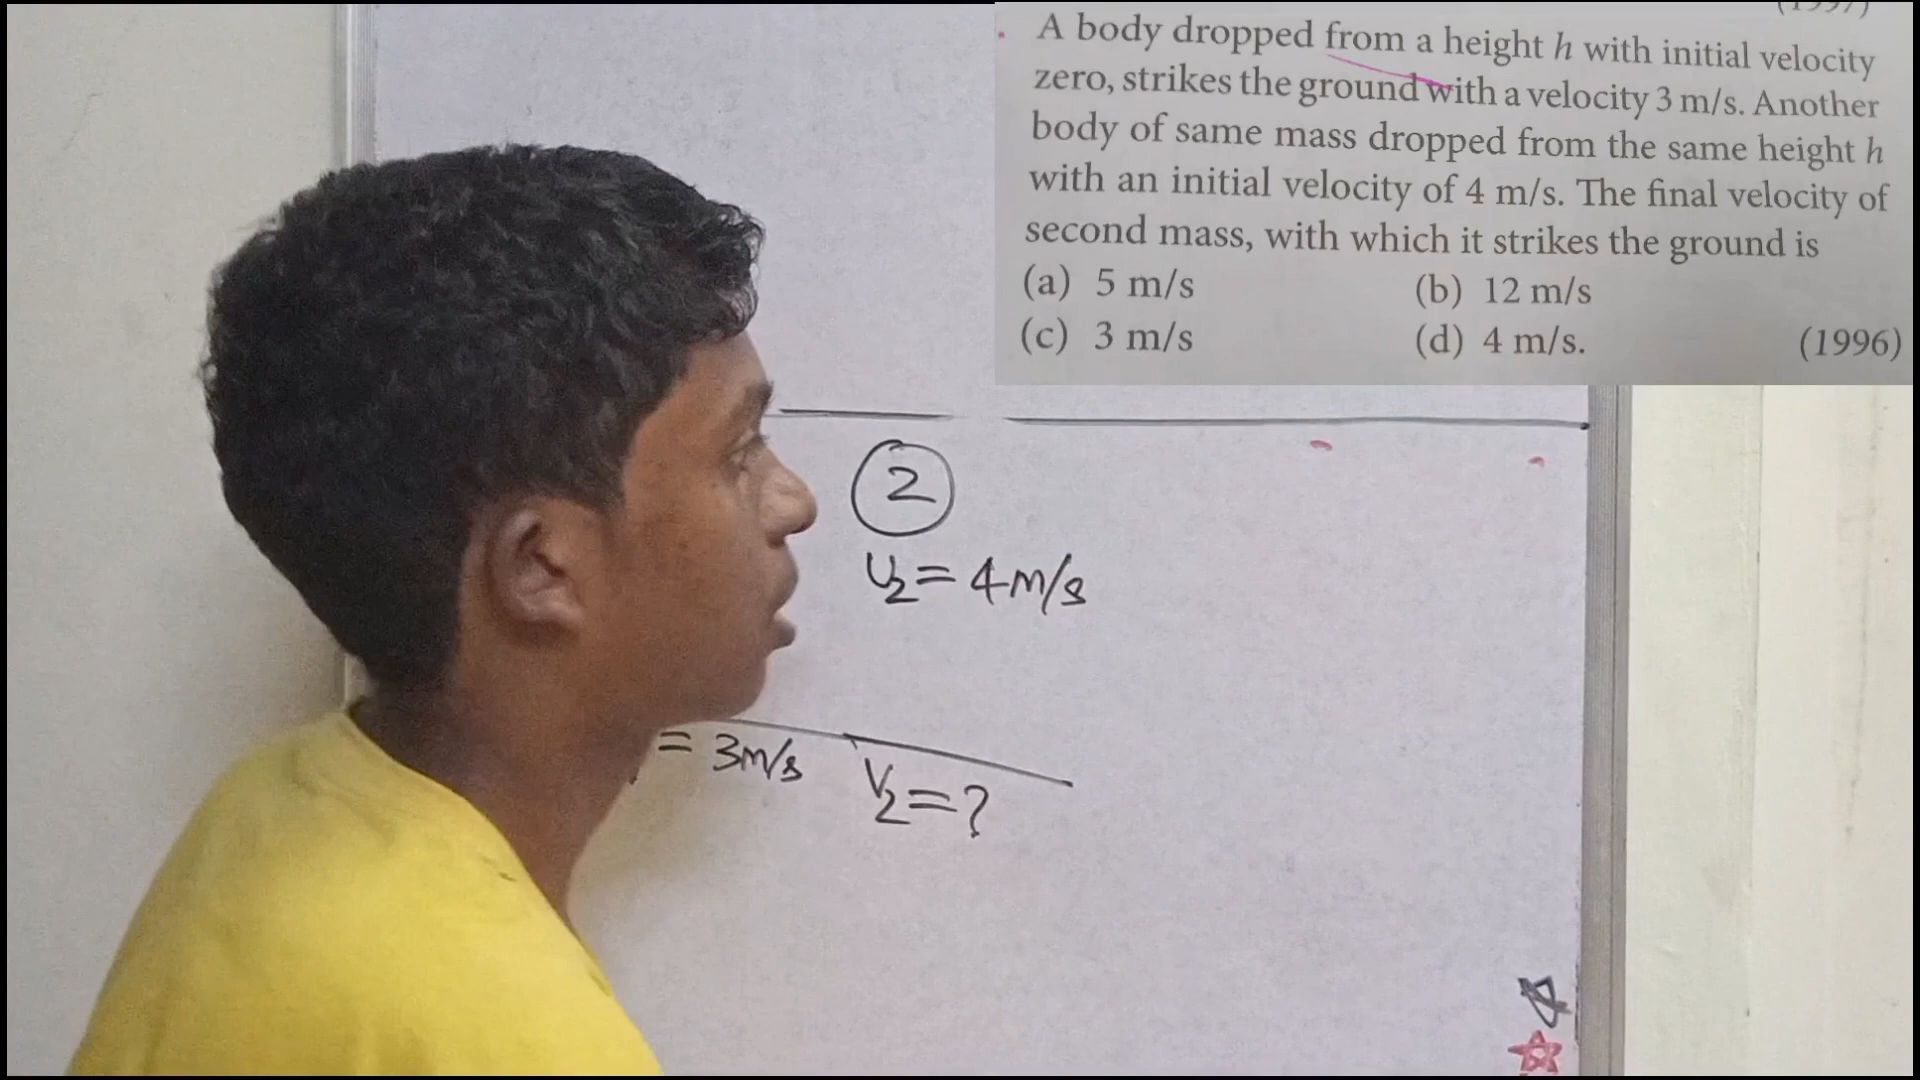 A body dropped from a height h with initial velocity
zero, strikes the ground with a velocity 3 m/s. Another
body of same mass dropped from the same height h
with an initial velocity of 4 m/s. The final velocity of
second mass, with which it strikes the ground is
(a) 5 m/s (b) 12 m/s
(c) 3 m/s (d) 4 m/s. (1996)
2
U2 = 4 m/s
= 3m/s
V2 = ?